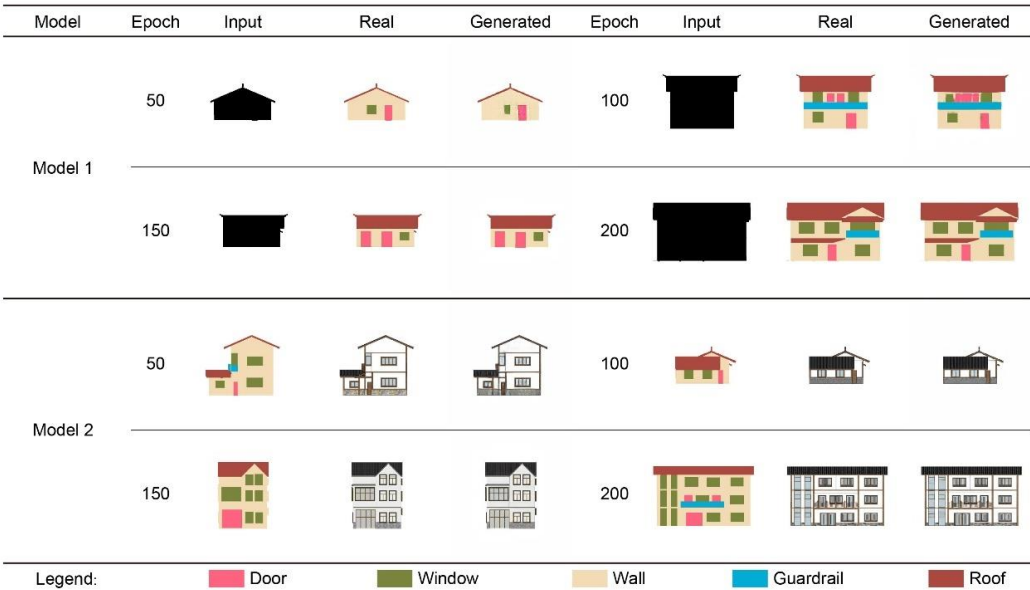 Model Epoch Input Real Generated Epoch Input Real Generated
50 100
Model 1
150 200
50 100
Model 2
150 200
Legend: Door Window Wall Guardrail Roof